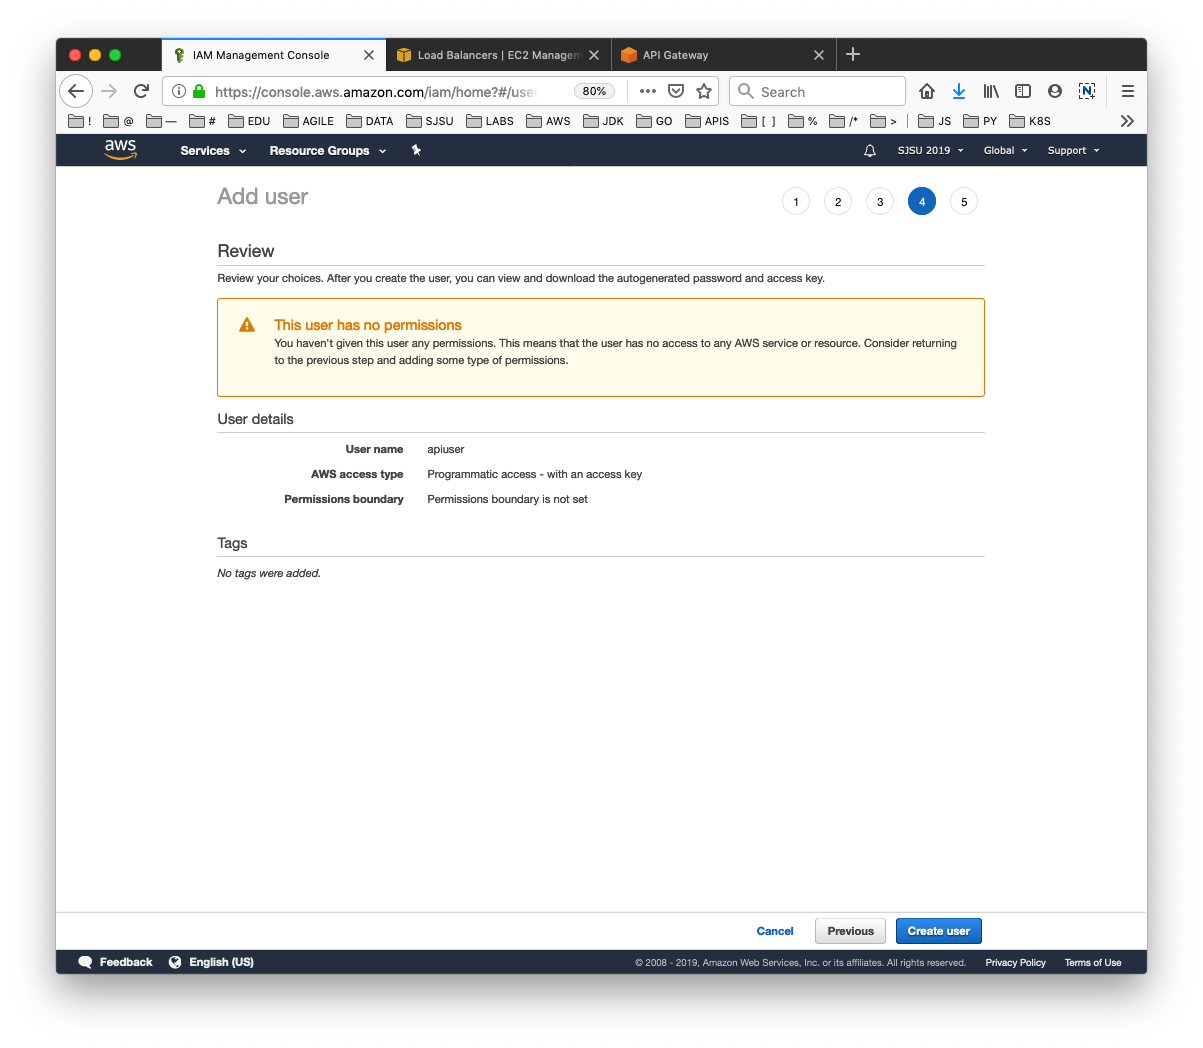 IAM Management Console
Load Balancers | EC2 Managem
API Gateway
https://console.aws.amazon.com/iam/home?#/use
80%
Search
!
@
—
#
EDU
AGILE
DATA
SJSU
LABS
AWS
JDK
GO
APIS
[ ]
%
/*
>
JS
PY
K8S
aws
Services
Resource Groups
SJSU 2019
Global
Support
Add user
1
2
3
4
5
Review
Review your choices. After you create the user, you can view and download the autogenerated password and access key.
This user has no permissions
You haven't given this user any permissions. This means that the user has no access to any AWS service or resource. Consider returning
to the previous step and adding some type of permissions.
User details
User name apiuser
AWS access type Programmatic access - with an access key
Permissions boundary Permissions boundary is not set
Tags
No tags were added.
Cancel
Previous
Create user
Feedback
English (US)
© 2008 - 2019, Amazon Web Services, Inc. or its affiliates. All rights reserved.
Privacy Policy
Terms of Use